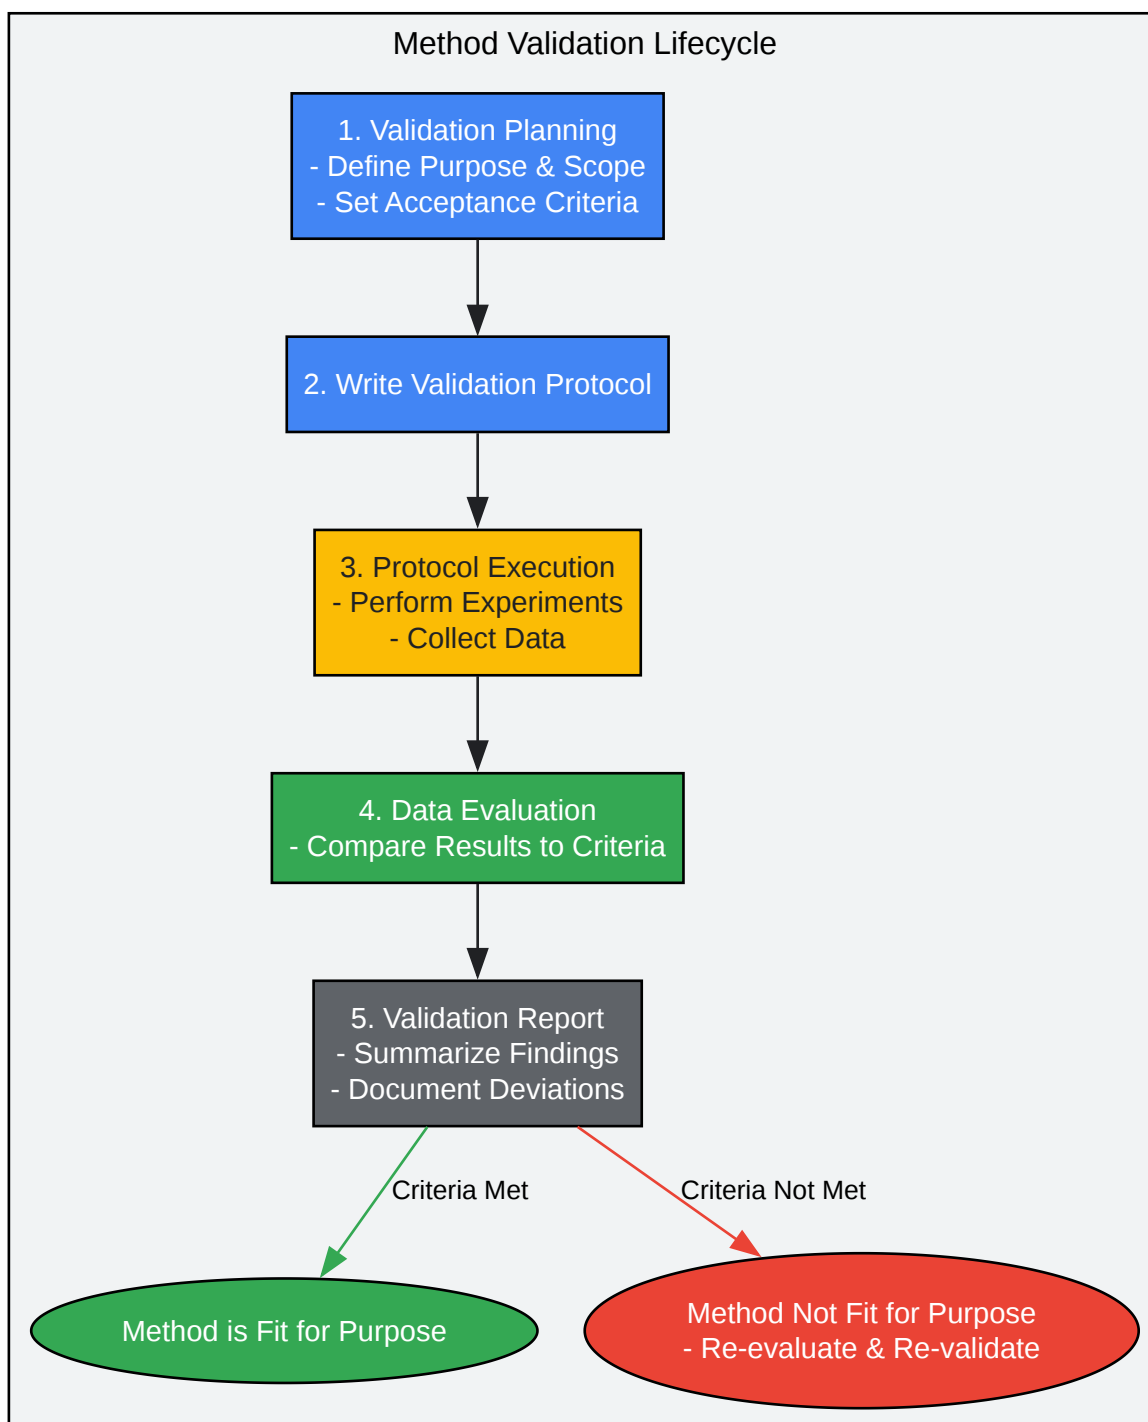 Method Validation Lifecycle
1. Validation Planning
- Define Purpose & Scope
- Set Acceptance Criteria
2. Write Validation Protocol
3. Protocol Execution
- Perform Experiments
- Collect Data
4. Data Evaluation
- Compare Results to Criteria
5. Validation Report
- Summarize Findings
- Document Deviations
Criteria Met
Criteria Not Met
Method is Fit for Purpose
Method Not Fit for Purpose
- Re-evaluate & Re-validate